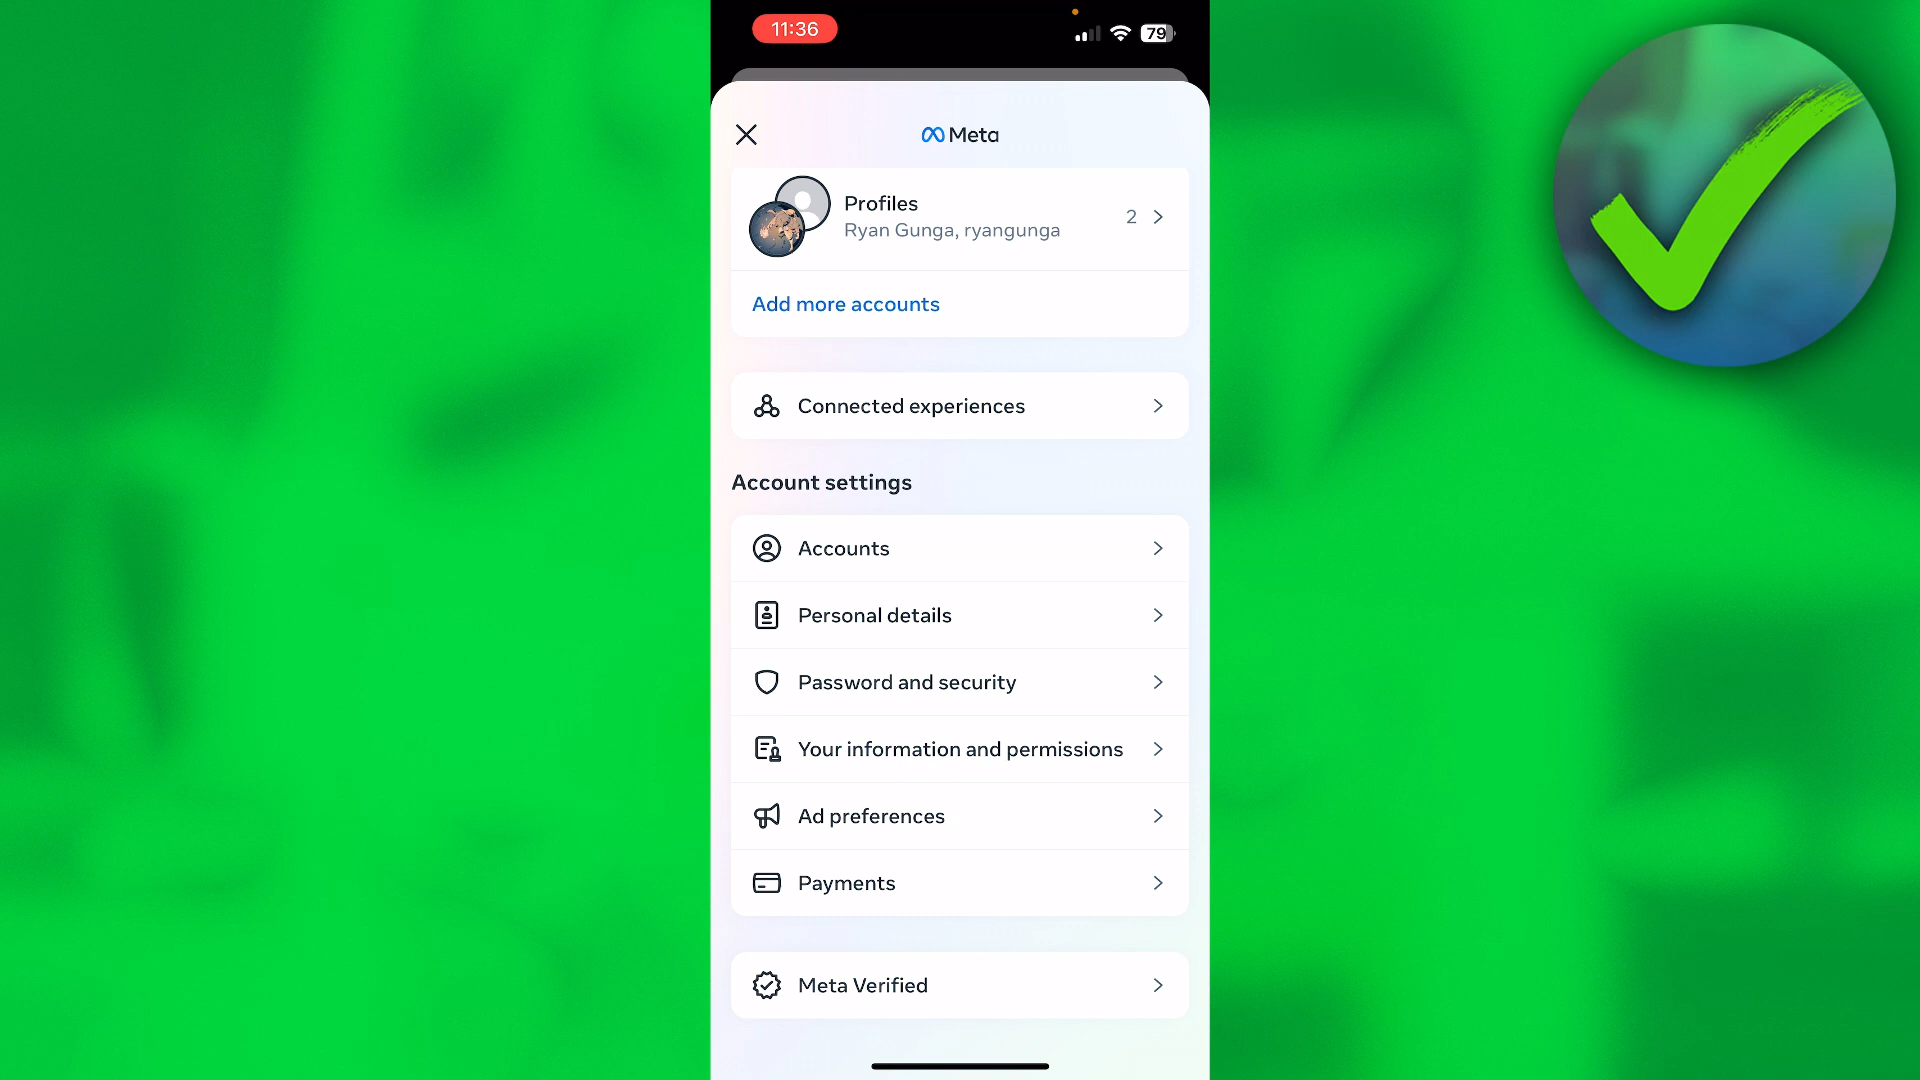 11:36
79
Meta
Profiles
2
Ryan Gunga, ryangunga
Add more accounts
Connected experiences
Account settings
Accounts
Personal details
Password and security
Your information and permissions
Ad preferences
Payments
Meta Verified